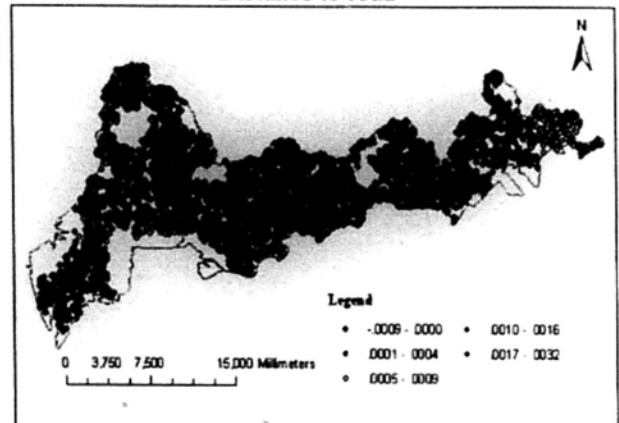 N
Legend
-.0009 - .0000
.0001 - .0004
.0005 - .0009
.0010 - .0016
.0017 - .0032
0 3,750 7,500 15,000 Millimeters